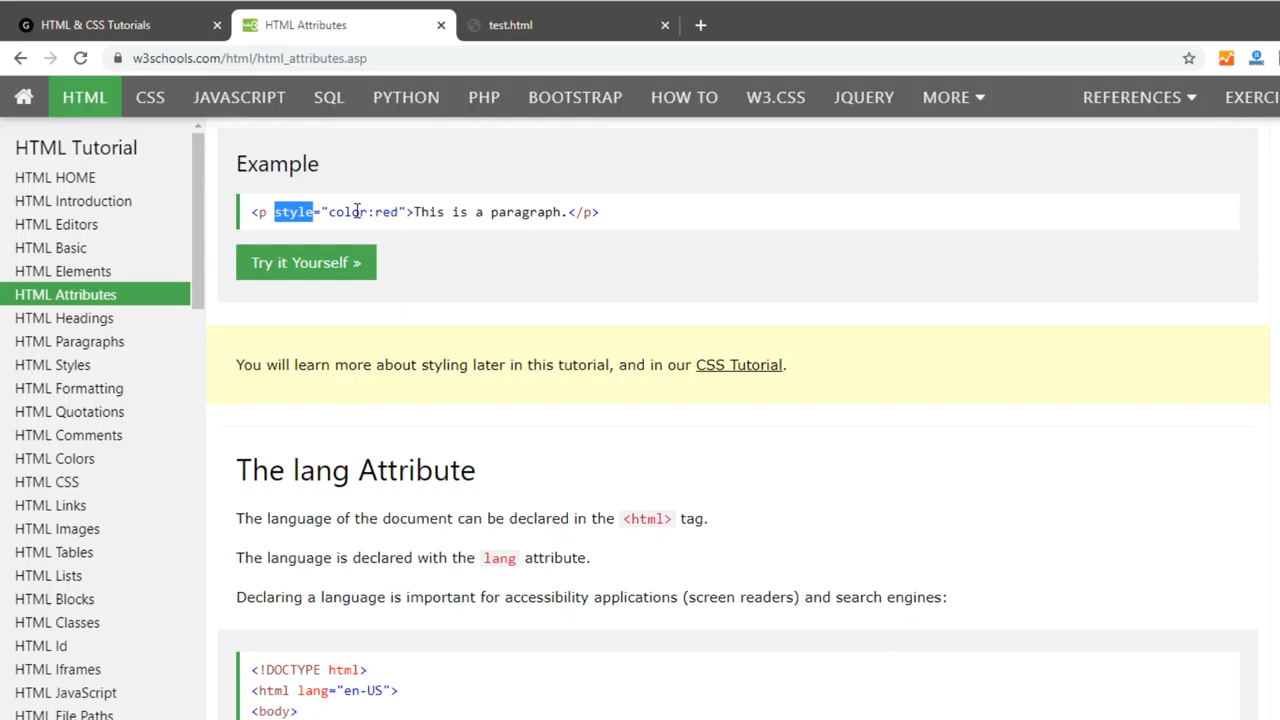 HTML & CSS Tutorials
HTML Attributes
test.html
w3schools.com/html/html_attributes.asp
HTML CSS JAVASCRIPT SQL PYTHON PHP BOOTSTRAP HOW TO W3.CSS JQUERY MORE REFERENCES EXERCI
HTML Tutorial
HTML HOME
HTML Introduction
HTML Editors
HTML Basic
HTML Elements
HTML Attributes
HTML Headings
HTML Paragraphs
HTML Styles
HTML Formatting
HTML Quotations
HTML Comments
HTML Colors
HTML CSS
HTML Links
HTML Images
HTML Tables
HTML Lists
HTML Blocks
HTML Classes
HTML Id
HTML Iframes
HTML JavaScript
HTML File Paths
Example
<p style="color:red">This is a paragraph.</p>
Try it Yourself »
You will learn more about styling later in this tutorial, and in our CSS Tutorial.
The lang Attribute
The language of the document can be declared in the <html> tag.
The language is declared with the lang attribute.
Declaring a language is important for accessibility applications (screen readers) and search engines:
<!DOCTYPE html>
<html lang="en-US">
<body>